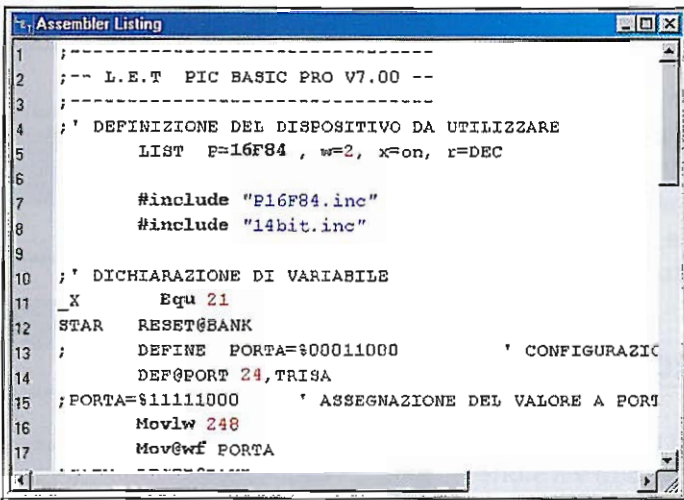 Assembler Listing
1 ;---------------------------------
2 ;-- L.E.T PIC BASIC PRO V7.00 --
3 ;---------------------------------
4 ;' DEFINIZIONE DEL DISPOSITIVO DA UTILIZZARE
5 LIST P=16F84 , w=2, x=on, r=DEC
6
7 #include "P16F84.inc"
8 #include "14bit.inc"
9
10 ;' DICHIARAZIONE DI VARIABILE
11 _X Equ 21
12 STAR RESET@BANK
13 ; DEFINE PORTA=%00011000 ' CONFIGURAZIO
14 DEF@PORT 24,TRISA
15 ;PORTA=%11111000 ' ASSEGNAZIONE DEL VALORE A PORT
16 Movlw 248
17 Mov@wf PORTA